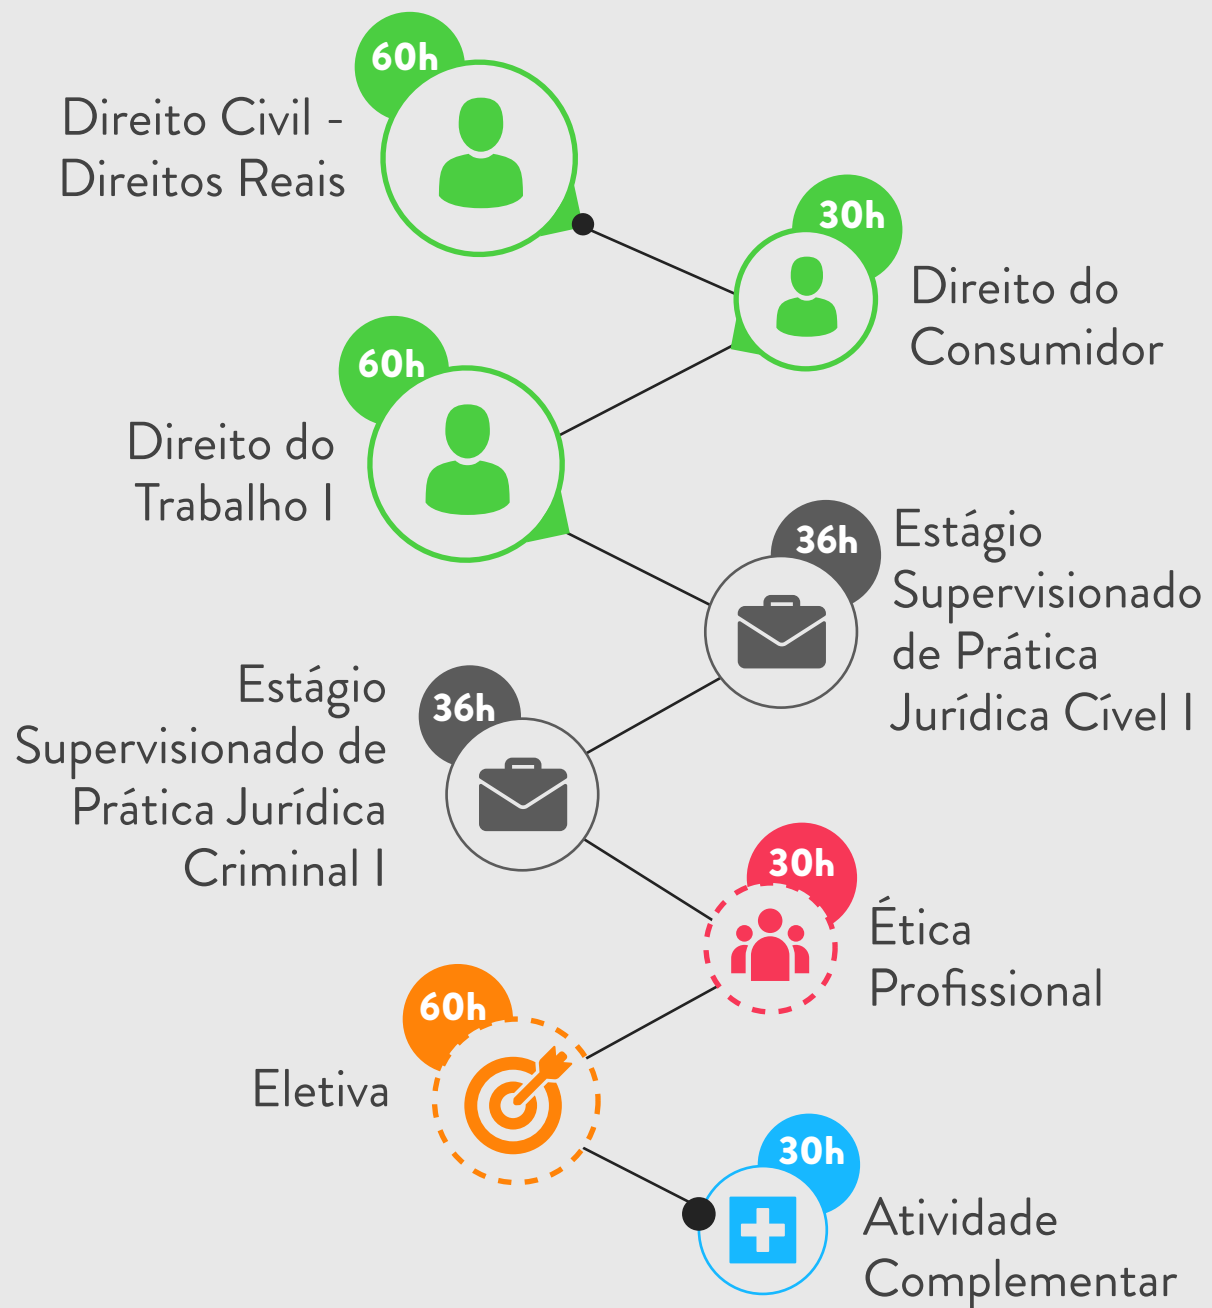 60h
Direito Civil -
Direitos Reais
30h
Direito do
Consumidor
60h
Direito do
Trabalho I
36h
Estágio
Supervisionado
de Prática
Jurídica Cível I
36h
Estágio
Supervisionado de
Prática Jurídica
Criminal I
30h
Ética
Profissional
60h
Eletiva
30h
Atividade
Complementar